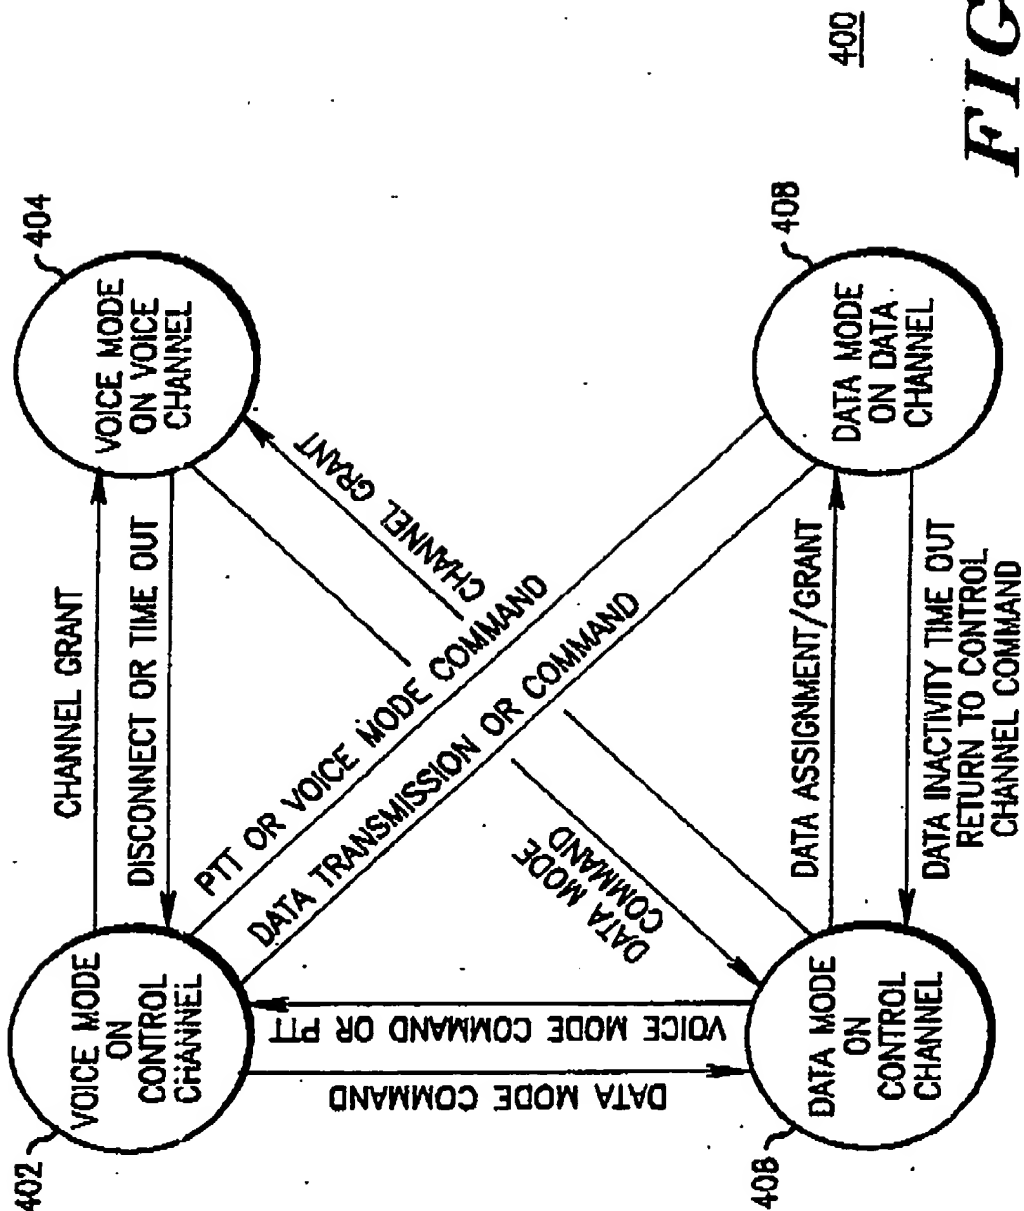 402
VOICE MODE
ON
CONTROL
CHANNEL
CHANNEL GRANT
DISCONNECT OR TIME OUT
404
VOICE MODE
ON VOICE
CHANNEL
PTT OR VOICE MODE COMMAND
DATA TRANSMISSION OR COMMAND
CHANNEL GRANT
DATA MODE
COMMAND
DATA MODE COMMAND
VOICE MODE COMMAND OR PTT
408
DATA MODE
ON
CONTROL
CHANNEL
DATA ASSIGNMENT/GRANT
DATA INACTIVITY TIME OUT
RETURN TO CONTROL
CHANNEL COMMAND
408
DATA MODE
ON DATA
CHANNEL
400
FIG